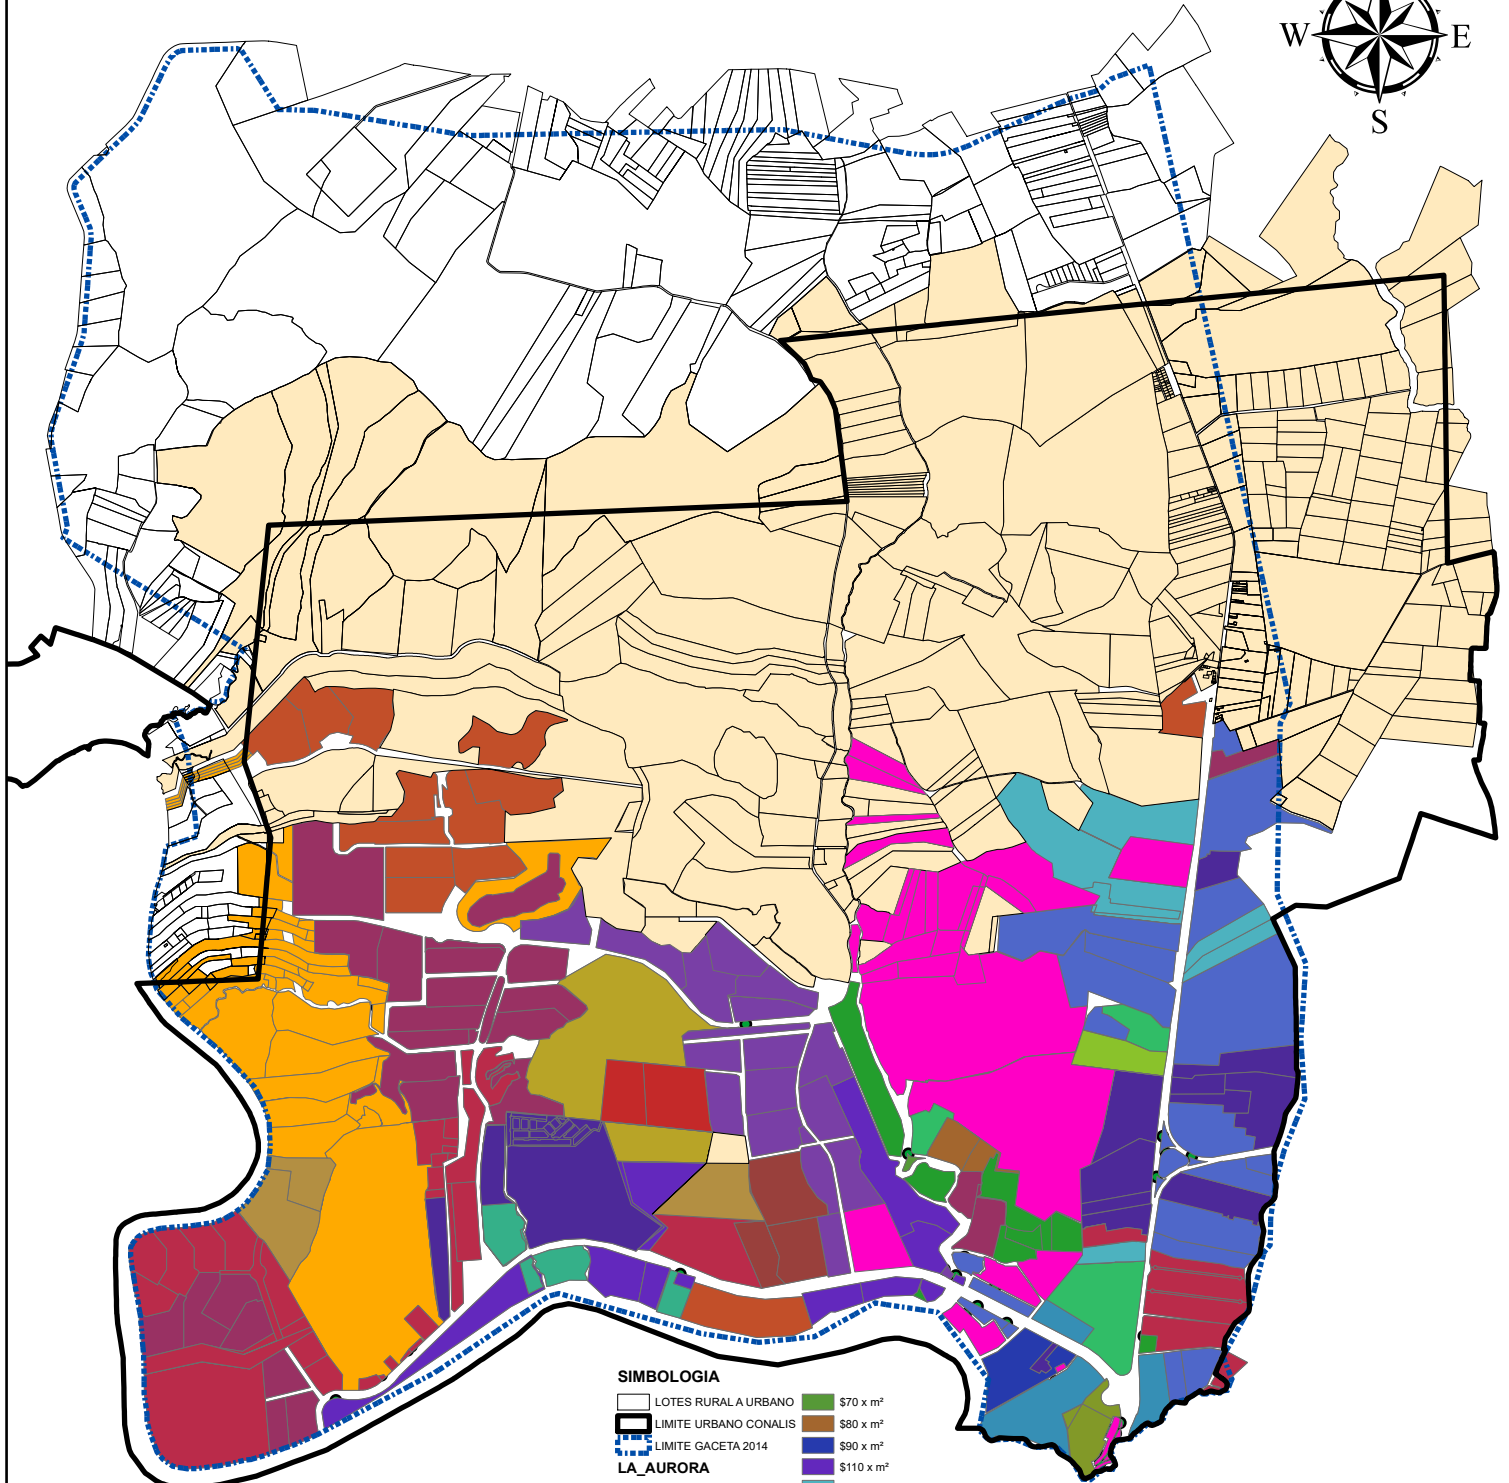 W E
S
SIMBOLOGIA
LOTES RURAL A URBANO
LIMITE URBANO CONALIS
LIMITE GACETA 2014
LA_AURORA
$70 x m²
$80 x m²
$90 x m²
$110 x m²